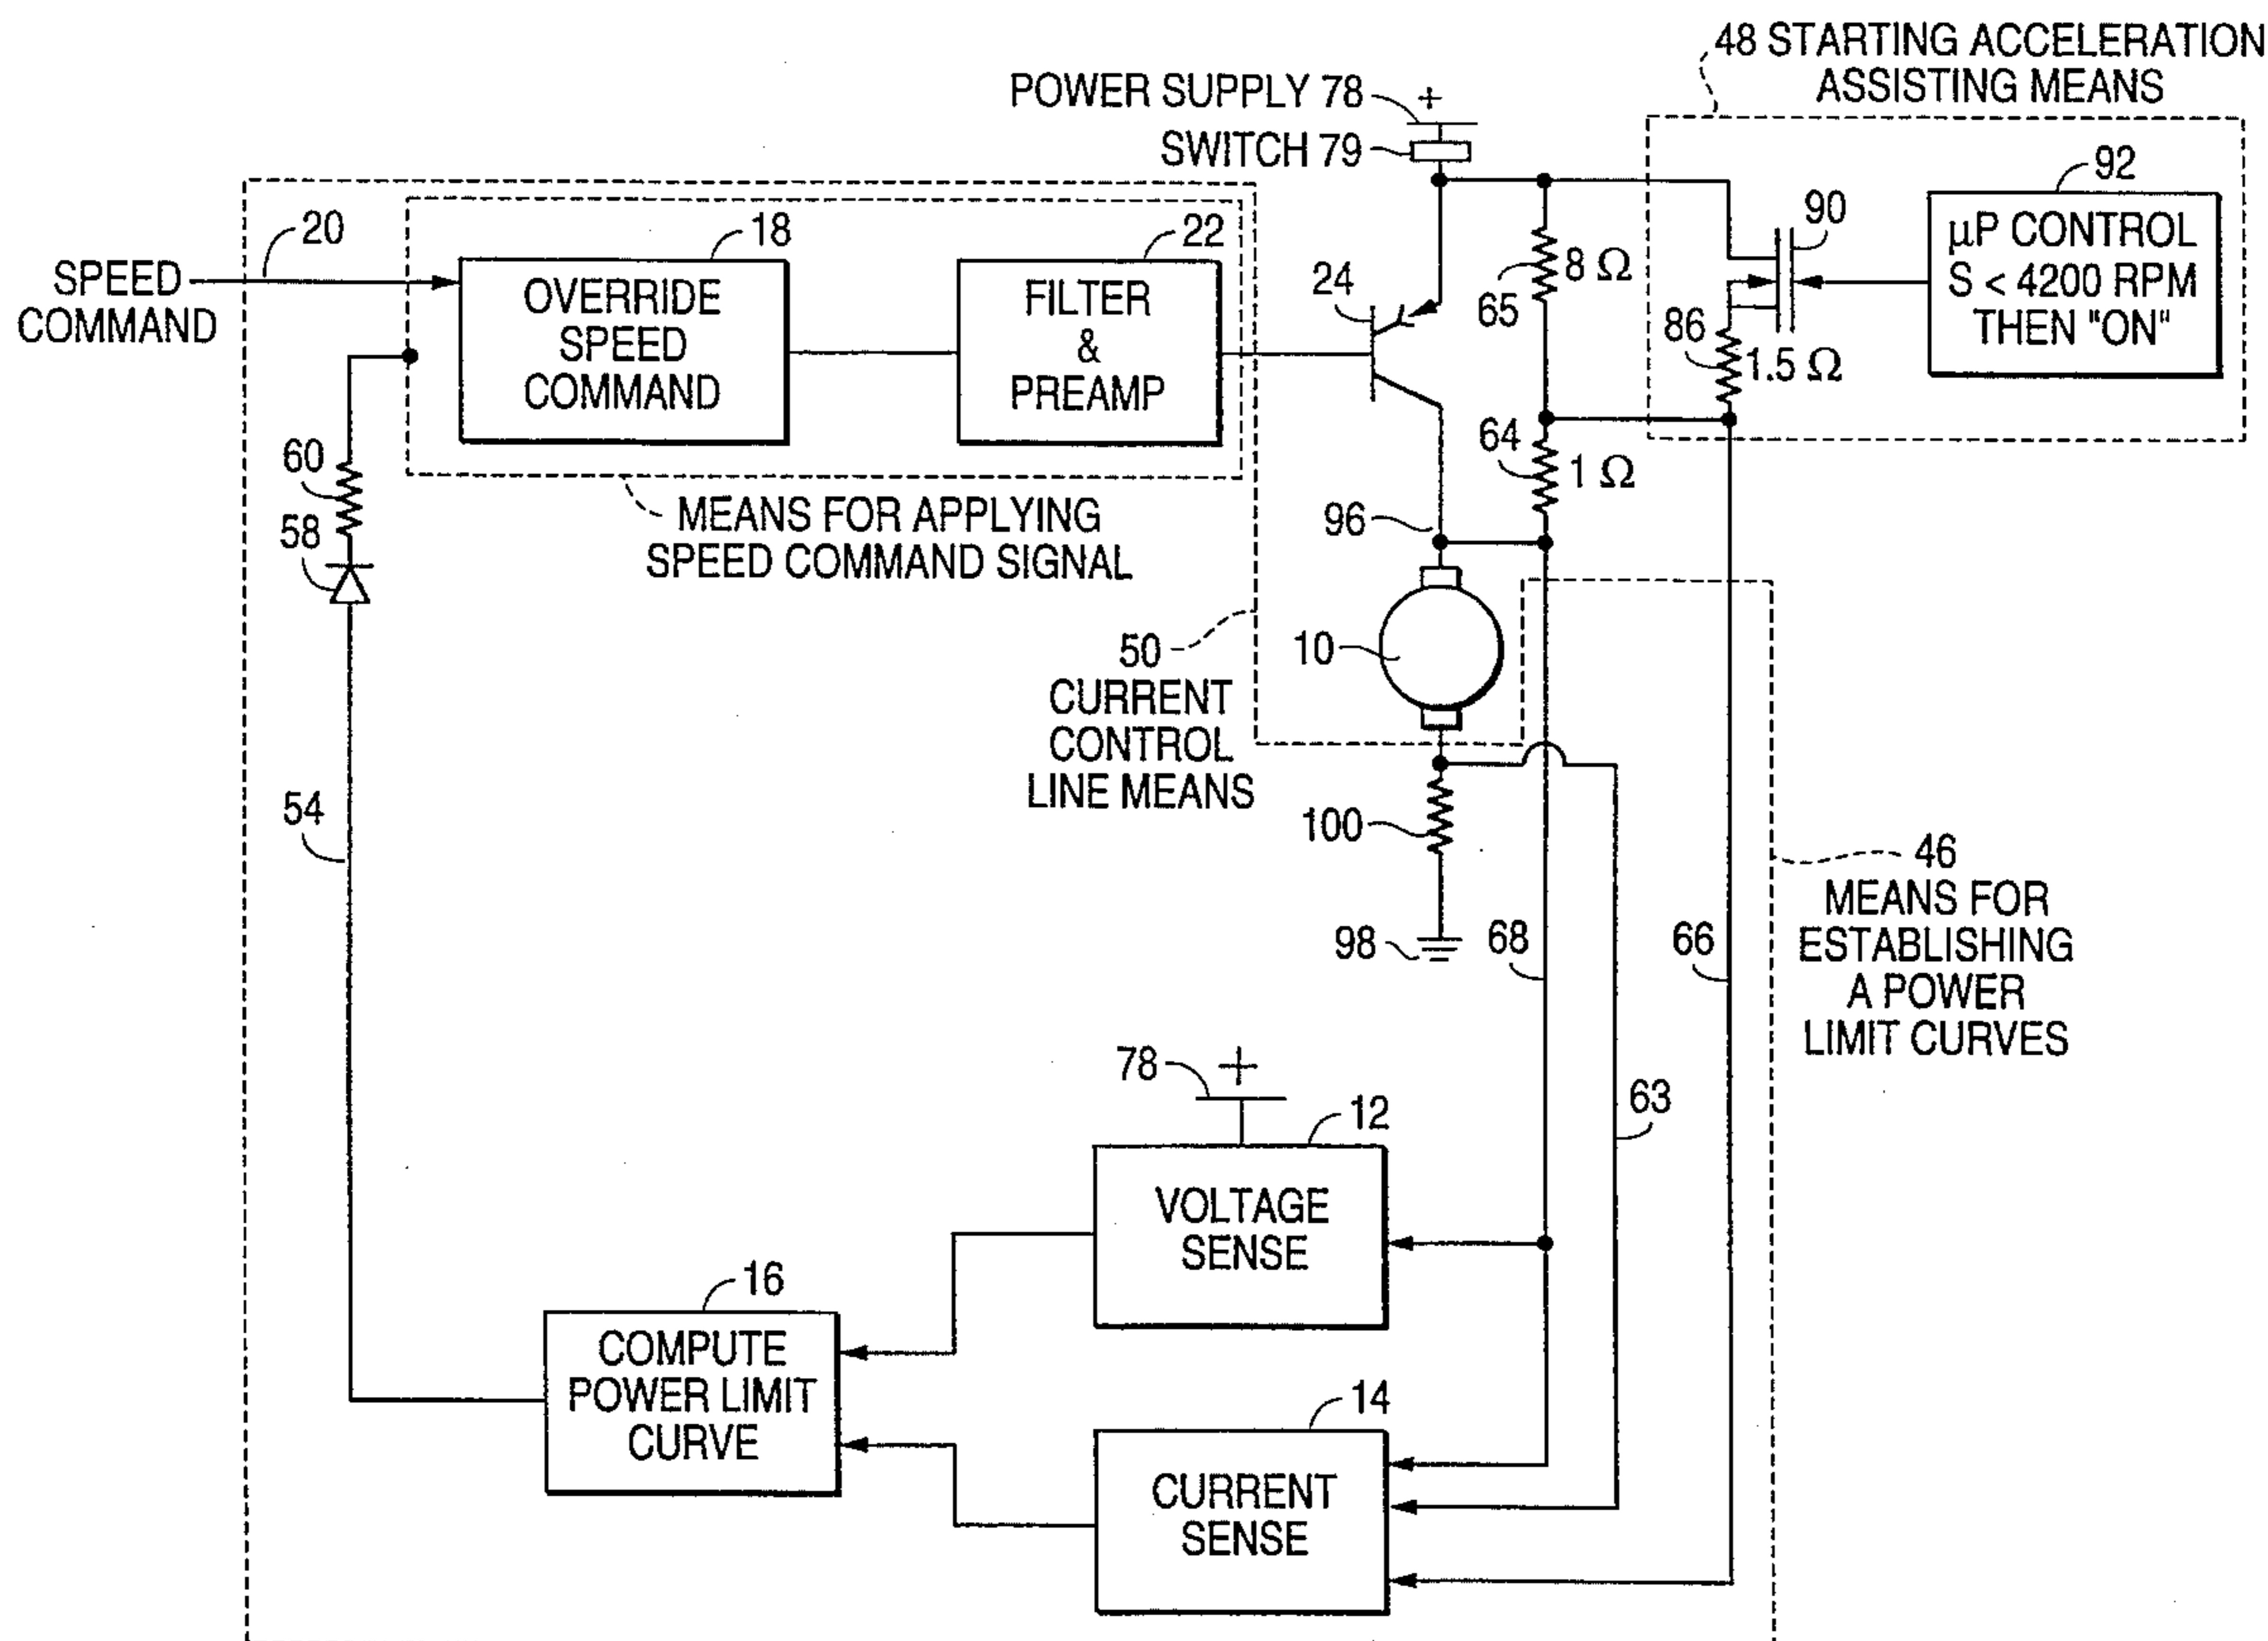 48 STARTING ACCELERATION
ASSISTING MEANS
POWER SUPPLY 78
+
SWITCH 79
92
µP CONTROL
S < 4200 RPM
THEN "ON"
90
86
1.5 Ω
8 Ω
65
64
1 Ω
24
20
SPEED
COMMAND
18
OVERRIDE
SPEED
COMMAND
22
FILTER
&
PREAMP
60
58
MEANS FOR APPLYING
SPEED COMMAND SIGNAL
96
50
CURRENT
CONTROL
LINE MEANS
10
100
98
54
68
66
63
46
MEANS FOR
ESTABLISHING
A POWER
LIMIT CURVES
78
+
12
VOLTAGE
SENSE
16
COMPUTE
POWER LIMIT
CURVE
14
CURRENT
SENSE